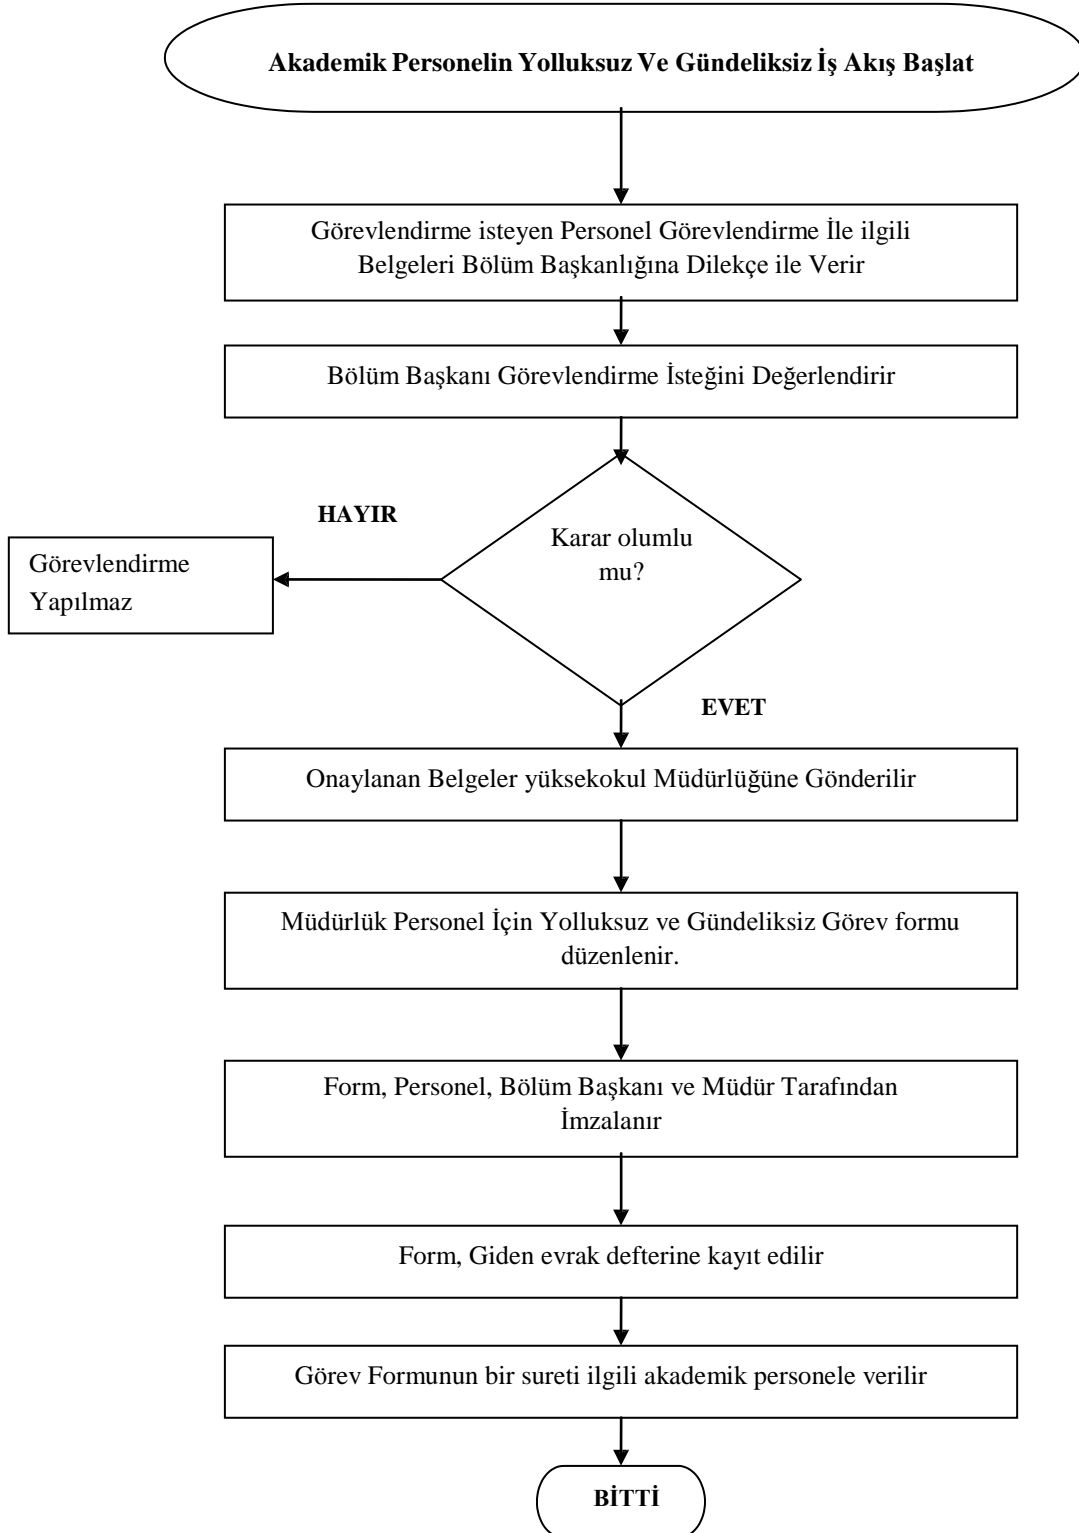 Akademik Personelin Yolluksuz Ve Gündeliksiz İş Akış Başlat
Görevlendirme isteyen Personel Görevlendirme İle ilgili
Belgeleri Bölüm Başkanlığına Dilekçe ile Verir
Bölüm Başkanı Görevlendirme İsteğini Değerlendirir
Karar olumlu
mu?
HAYIR
Görevlendirme
Yapılmaz
EVET
Onaylanan Belgeler yüksekokul Müdürlüğüne Gönderilir
Müdürlük Personel İçin Yolluksuz ve Gündeliksiz Görev formu
düzenlenir.
Form, Personel, Bölüm Başkanı ve Müdür Tarafından
İmzalanır
Form, Giden evrak defterine kayıt edilir
Görev Formunun bir sureti ilgili akademik personele verilir
BİTTİ